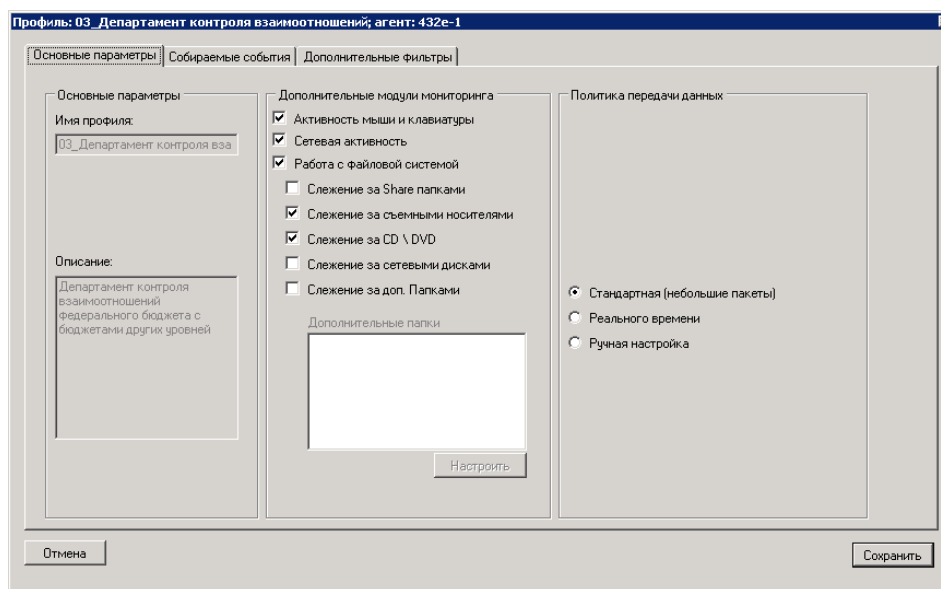 Профиль: 03_Департамент контроля взаимоотношений; агент: 432e-1
Основные параметры
Собираемые события
Дополнительные фильтры
Основные параметры
Имя профиля:
03_Департамент контроля вза
Описание:
Департамент контроля
взаимоотношений
федерального бюджета с
бюджетами других уровней
Дополнительные модули мониторинга
Активность мыши и клавиатуры
Сетевая активность
Работа с файловой системой
Слежение за Share папками
Слежение за съемными носителями
Слежение за CD \ DVD
Слежение за сетевыми дисками
Слежение за доп. Папками
Дополнительные папки
Настроить
Политика передачи данных
Стандартная (небольшие пакеты)
Реального времени
Ручная настройка
Отмена
Сохранить